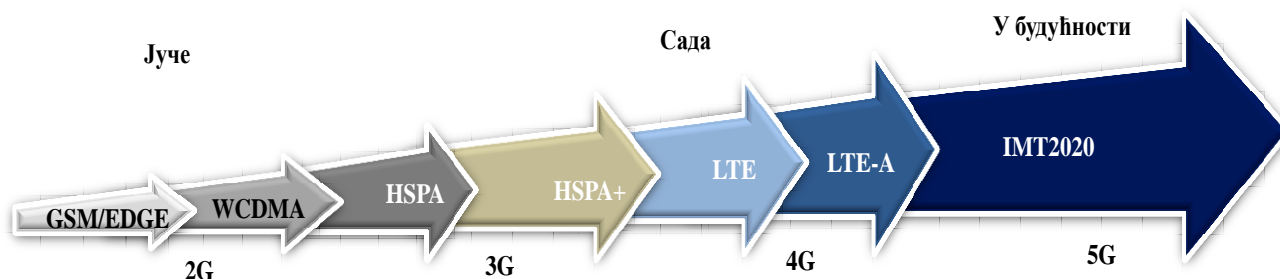 Јуче
Сада
У будућности
GSM/EDGE
WCDMA
HSPA
HSPA+
LTE
LTE-A
IMT2020
2G
3G
4G
5G